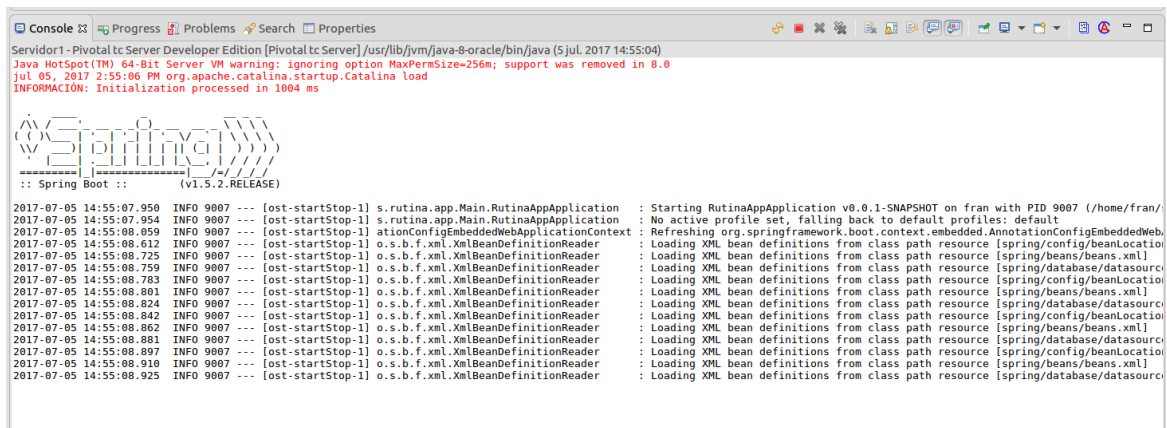 Console Progress Problems Search Properties
Servidor1 - Pivotal tc Server Developer Edition [Pivotal tc Server] /usr/lib/jvm/java-8-oracle/bin/java (5 jul. 2017 14:55:04)
Java HotSpot(TM) 64-Bit Server VM warning: ignoring option MaxPermSize=256m; support was removed in 8.0
jul 05, 2017 2:55:06 PM org.apache.catalina.startup.Catalina load
INFORMACIÓN: Initialization processed in 1004 ms
Spring
:: Spring Boot :: (v1.5.2.RELEASE)
2017-07-05 14:55:07.950 INFO 9007 --- [ost-startStop-1] s.rutina.app.Main.RutinaAppApplication : Starting RutinaAppApplication v0.0.1-SNAPSHOT on fran with PID 9007 (/home/fran/s
2017-07-05 14:55:07.954 INFO 9007 --- [ost-startStop-1] s.rutina.app.Main.RutinaAppApplication : No active profile set, falling back to default profiles: default
2017-07-05 14:55:08.059 INFO 9007 --- [ost-startStop-1] ationConfigEmbeddedWebApplicationContext : Refreshing org.springframework.boot.context.embedded.AnnotationConfigEmbeddedWeb
2017-07-05 14:55:08.612 INFO 9007 --- [ost-startStop-1] o.s.b.f.xml.XmlBeanDefinitionReader : Loading XML bean definitions from class path resource [spring/config/beanLocation
2017-07-05 14:55:08.725 INFO 9007 --- [ost-startStop-1] o.s.b.f.xml.XmlBeanDefinitionReader : Loading XML bean definitions from class path resource [spring/beans/beans.xml]
2017-07-05 14:55:08.759 INFO 9007 --- [ost-startStop-1] o.s.b.f.xml.XmlBeanDefinitionReader : Loading XML bean definitions from class path resource [spring/database/datasourc
2017-07-05 14:55:08.783 INFO 9007 --- [ost-startStop-1] o.s.b.f.xml.XmlBeanDefinitionReader : Loading XML bean definitions from class path resource [spring/config/beanLocation
2017-07-05 14:55:08.801 INFO 9007 --- [ost-startStop-1] o.s.b.f.xml.XmlBeanDefinitionReader : Loading XML bean definitions from class path resource [spring/beans/beans.xml]
2017-07-05 14:55:08.824 INFO 9007 --- [ost-startStop-1] o.s.b.f.xml.XmlBeanDefinitionReader : Loading XML bean definitions from class path resource [spring/database/datasourc
2017-07-05 14:55:08.842 INFO 9007 --- [ost-startStop-1] o.s.b.f.xml.XmlBeanDefinitionReader : Loading XML bean definitions from class path resource [spring/config/beanLocation
2017-07-05 14:55:08.862 INFO 9007 --- [ost-startStop-1] o.s.b.f.xml.XmlBeanDefinitionReader : Loading XML bean definitions from class path resource [spring/beans/beans.xml]
2017-07-05 14:55:08.881 INFO 9007 --- [ost-startStop-1] o.s.b.f.xml.XmlBeanDefinitionReader : Loading XML bean definitions from class path resource [spring/database/datasourc
2017-07-05 14:55:08.897 INFO 9007 --- [ost-startStop-1] o.s.b.f.xml.XmlBeanDefinitionReader : Loading XML bean definitions from class path resource [spring/config/beanLocation
2017-07-05 14:55:08.910 INFO 9007 --- [ost-startStop-1] o.s.b.f.xml.XmlBeanDefinitionReader : Loading XML bean definitions from class path resource [spring/beans/beans.xml]
2017-07-05 14:55:08.925 INFO 9007 --- [ost-startStop-1] o.s.b.f.xml.XmlBeanDefinitionReader : Loading XML bean definitions from class path resource [spring/database/datasourc